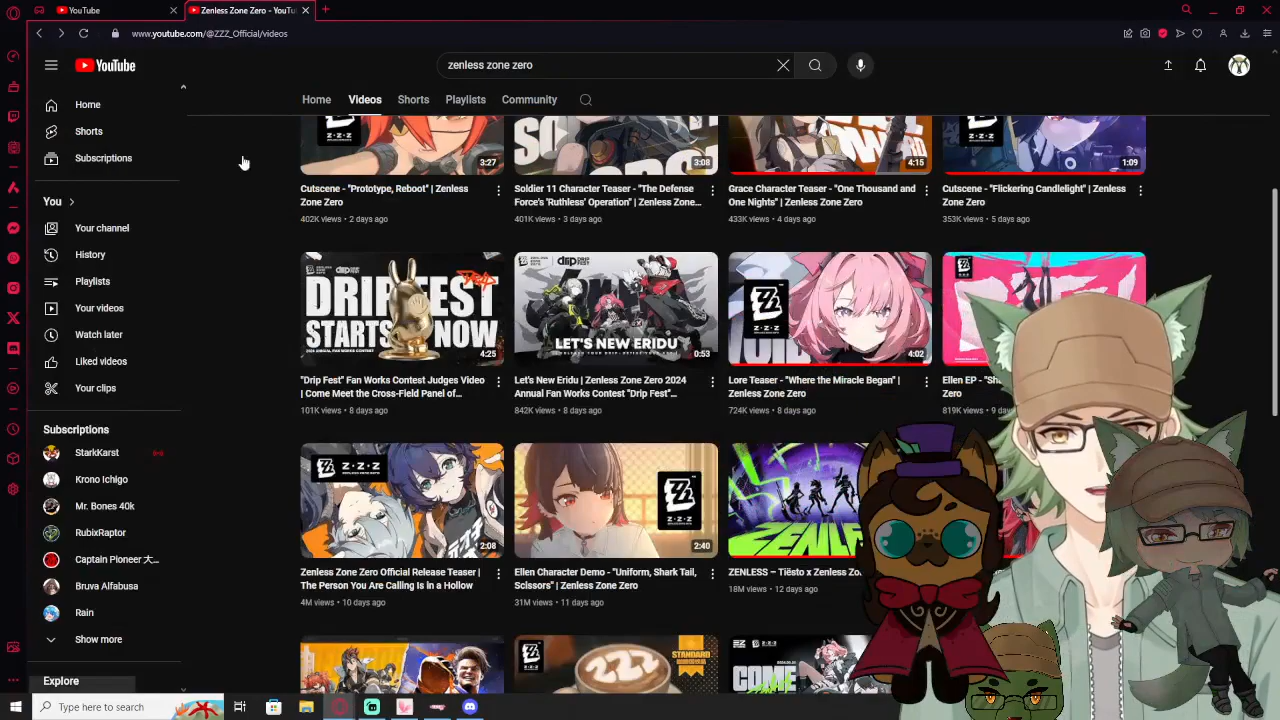 YouTube
Zenless Zone Zero - YouTu
www.youtube.com/@ZZZ_Official/videos
YouTube
zenless zone zero
Home
Shorts
Subscriptions
You
Your channel
History
Playlists
Your videos
Watch later
Liked videos
Your clips
Subscriptions
StarkKarst
Krono Ichigo
Mr. Bones 40k
RubixRaptor
Captain Pioneer 大...
Bruva Alfabusa
Rain
Show more
Explore
Home Videos Shorts Playlists Community
3:27
3:08
4:15
1:09
Cutscene - "Prototype, Reboot" | Zenless
Zone Zero
402K views • 2 days ago
Soldier 11 Character Teaser - "The Defense
Force's 'Ruthless' Operation" | Zenless Zone...
401K views • 3 days ago
Grace Character Teaser - "One Thousand and
One Nights" | Zenless Zone Zero
433K views • 4 days ago
Cutscene - "Flickering Candlelight" | Zenless
Zone Zero
353K views • 5 days ago
DRIP FEST
STARTS NOW
4:25
DRIP FEST
LET'S NEW ERIDU
0:53
Z·Z·Z
4:02
"Drip Fest" Fan Works Contest Judges Video
| Come Meet the Cross-Field Panel of...
101K views • 8 days ago
Let's New Eridu | Zenless Zone Zero 2024
Annual Fan Works Contest "Drip Fest"...
842K views • 8 days ago
Lore Teaser - "Where the Miracle Began" |
Zenless Zone Zero
724K views • 8 days ago
Ellen EP - "Sh
Zero
819K views • 9 da
Z·Z·Z
2:08
Z·Z·Z
2:40
ZENLE
Zenless Zone Zero Official Release Teaser |
The Person You Are Calling Is in a Hollow
4M views • 10 days ago
Ellen Character Demo - "Uniform, Shark Tail,
Scissors" | Zenless Zone Zero
31M views • 11 days ago
ZENLESS – Tiësto x Zenless Zo
18M views • 12 days ago
ZZZ
STANDARD
COME
Type here to search